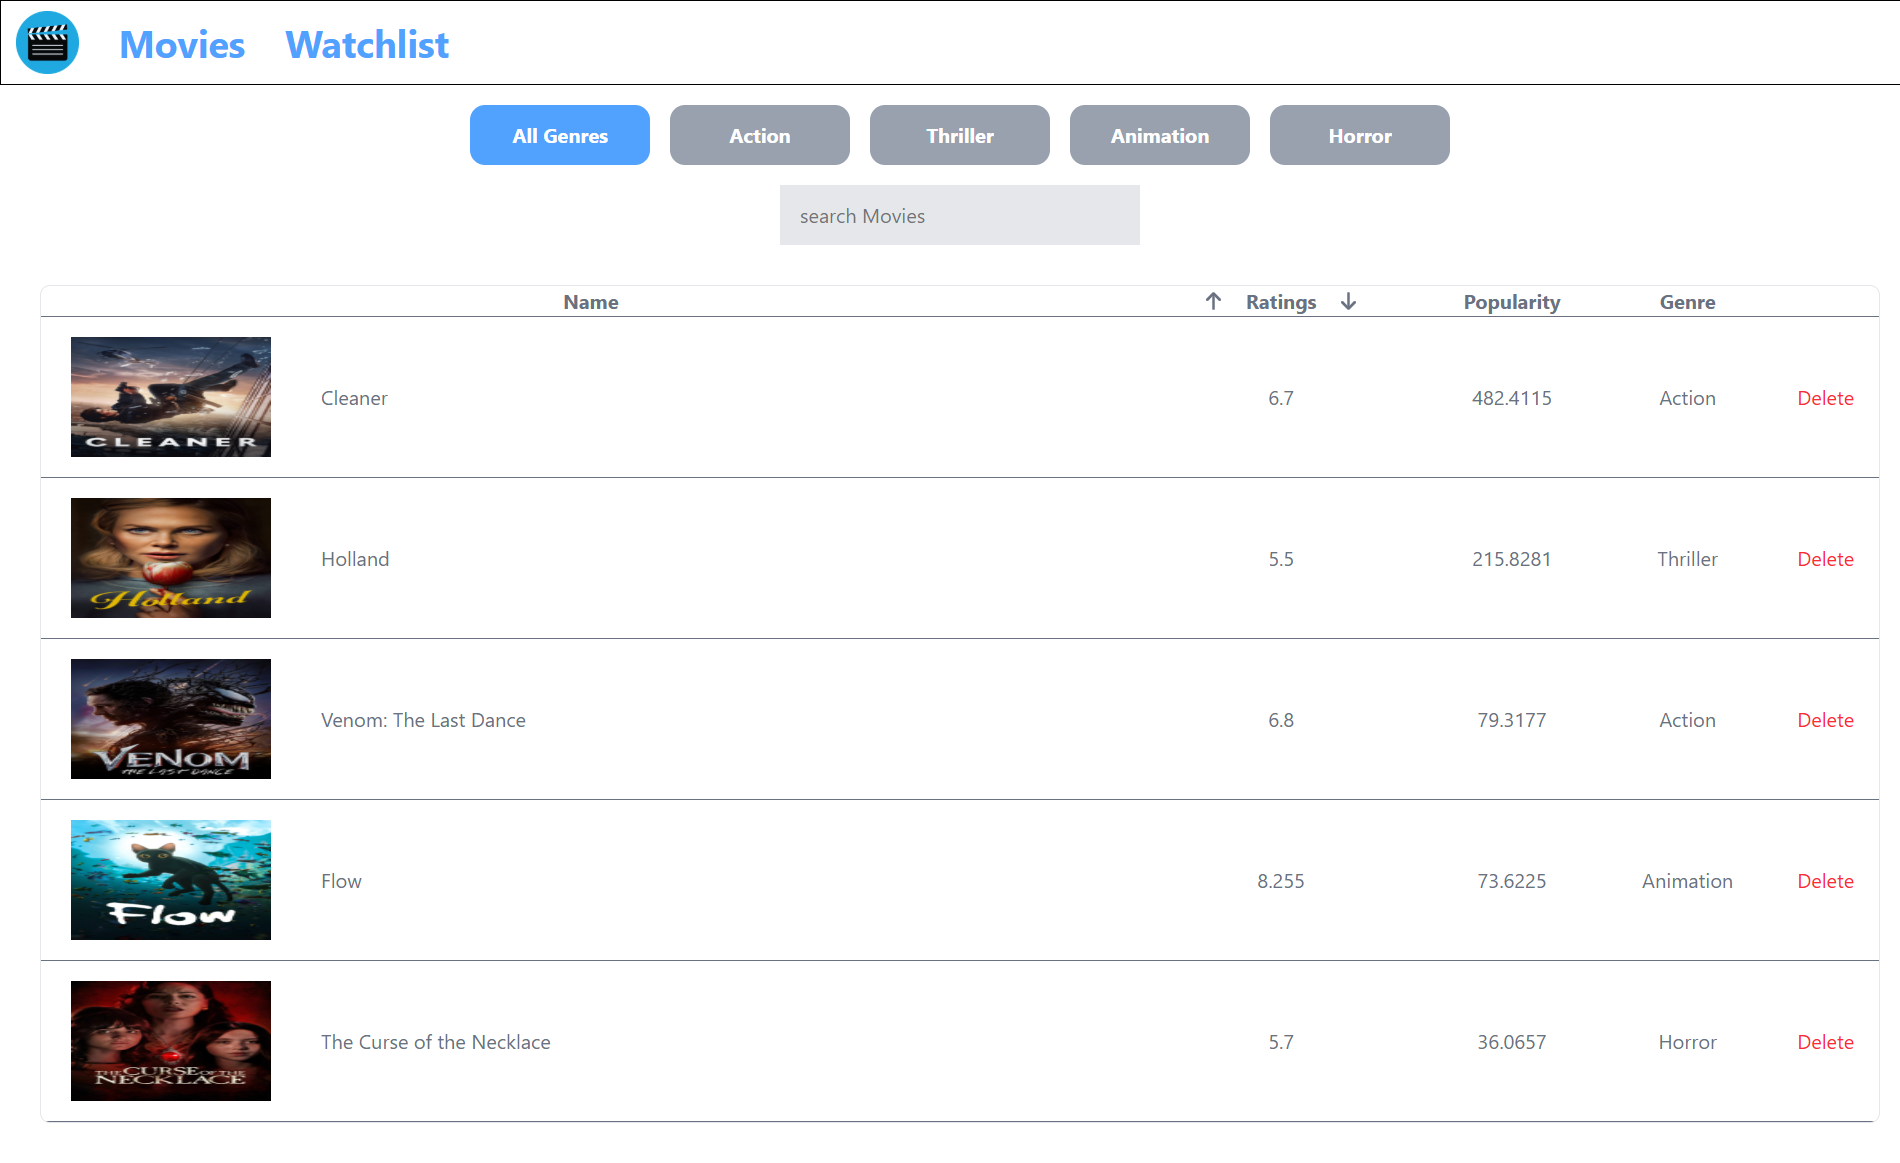 Movies Watchlist
All Genres Action Thriller Animation Horror
search Movies
Name ↑ Ratings ↓ Popularity Genre
CLEANER
Cleaner 6.7 482.4115 Action Delete
Holland
Holland 5.5 215.8281 Thriller Delete
VENOM
THE LAST DANCE
Venom: The Last Dance 6.8 79.3177 Action Delete
Flow
Flow 8.255 73.6225 Animation Delete
THE CURSE OF THE
NECKLACE
The Curse of the Necklace 5.7 36.0657 Horror Delete